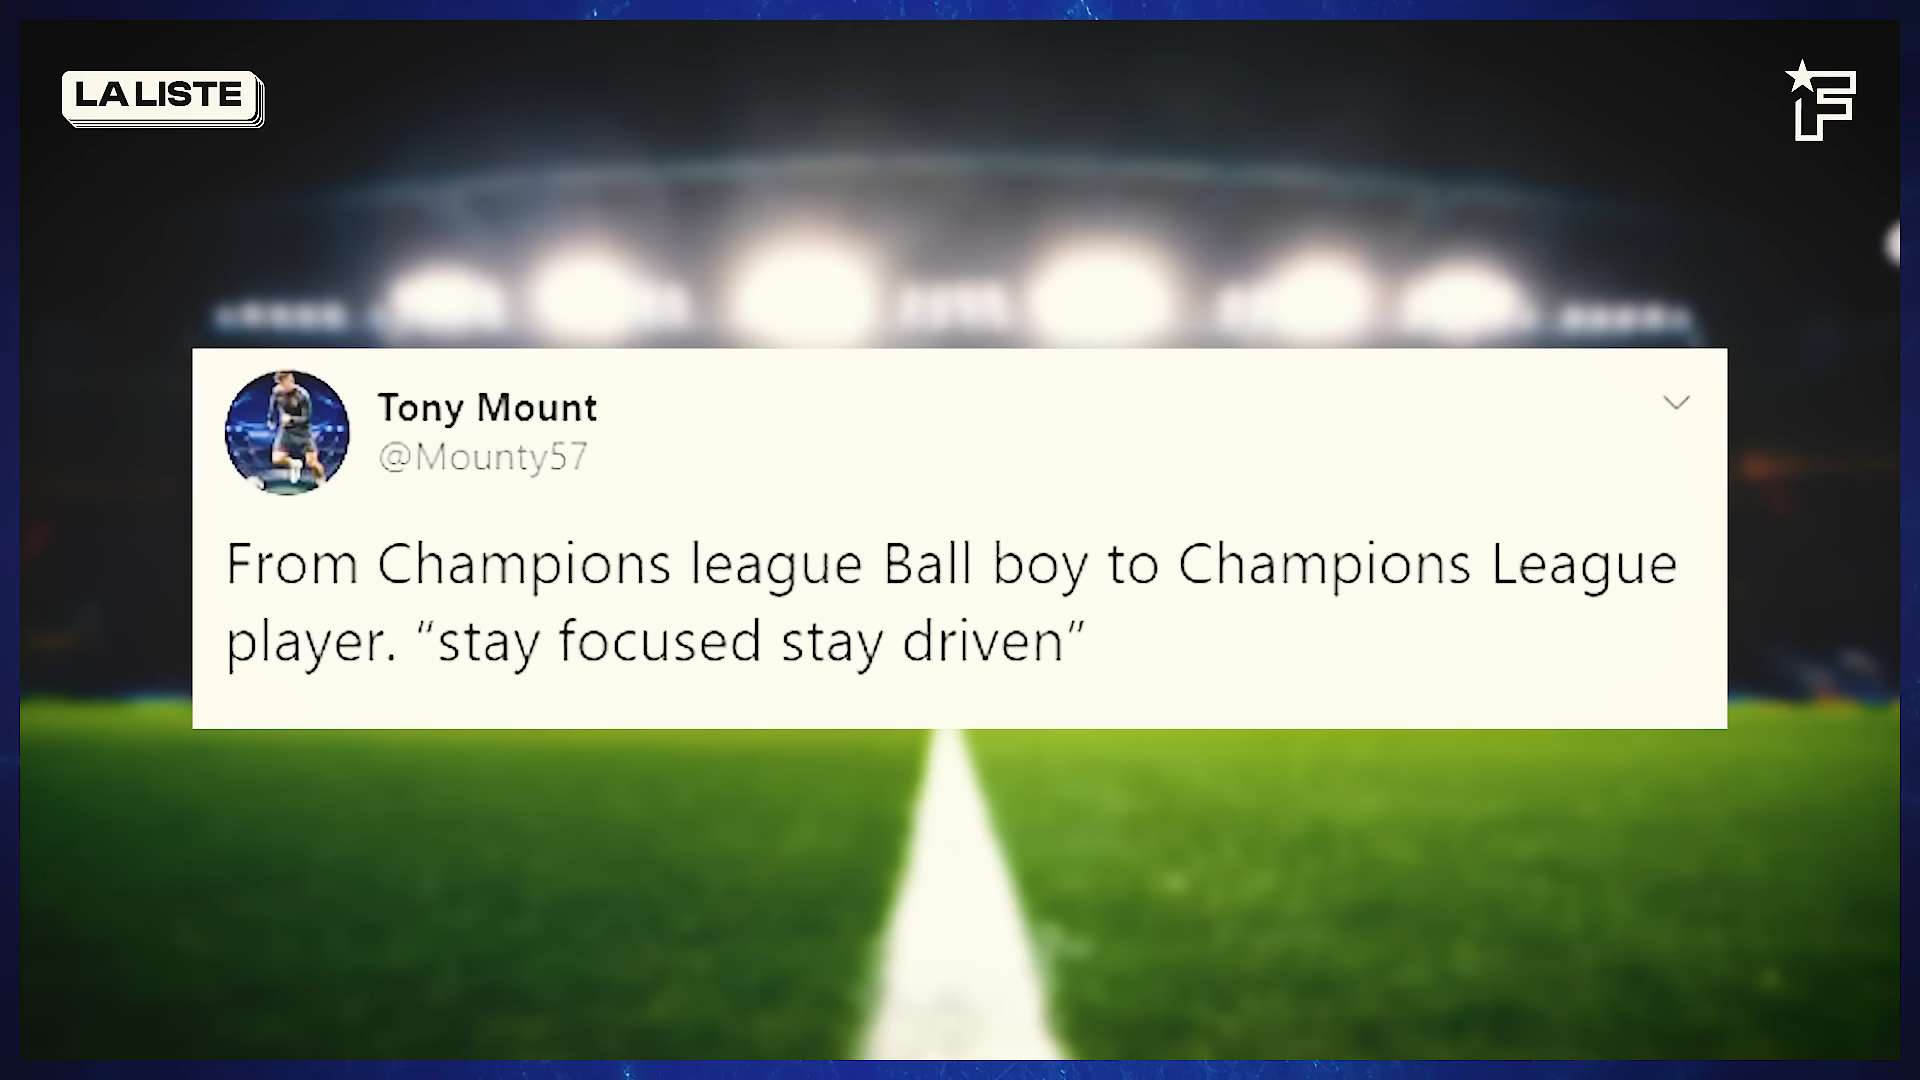 LA LISTE
Tony Mount
@Mounty57
From Champions league Ball boy to Champions League
player. “stay focused stay driven”